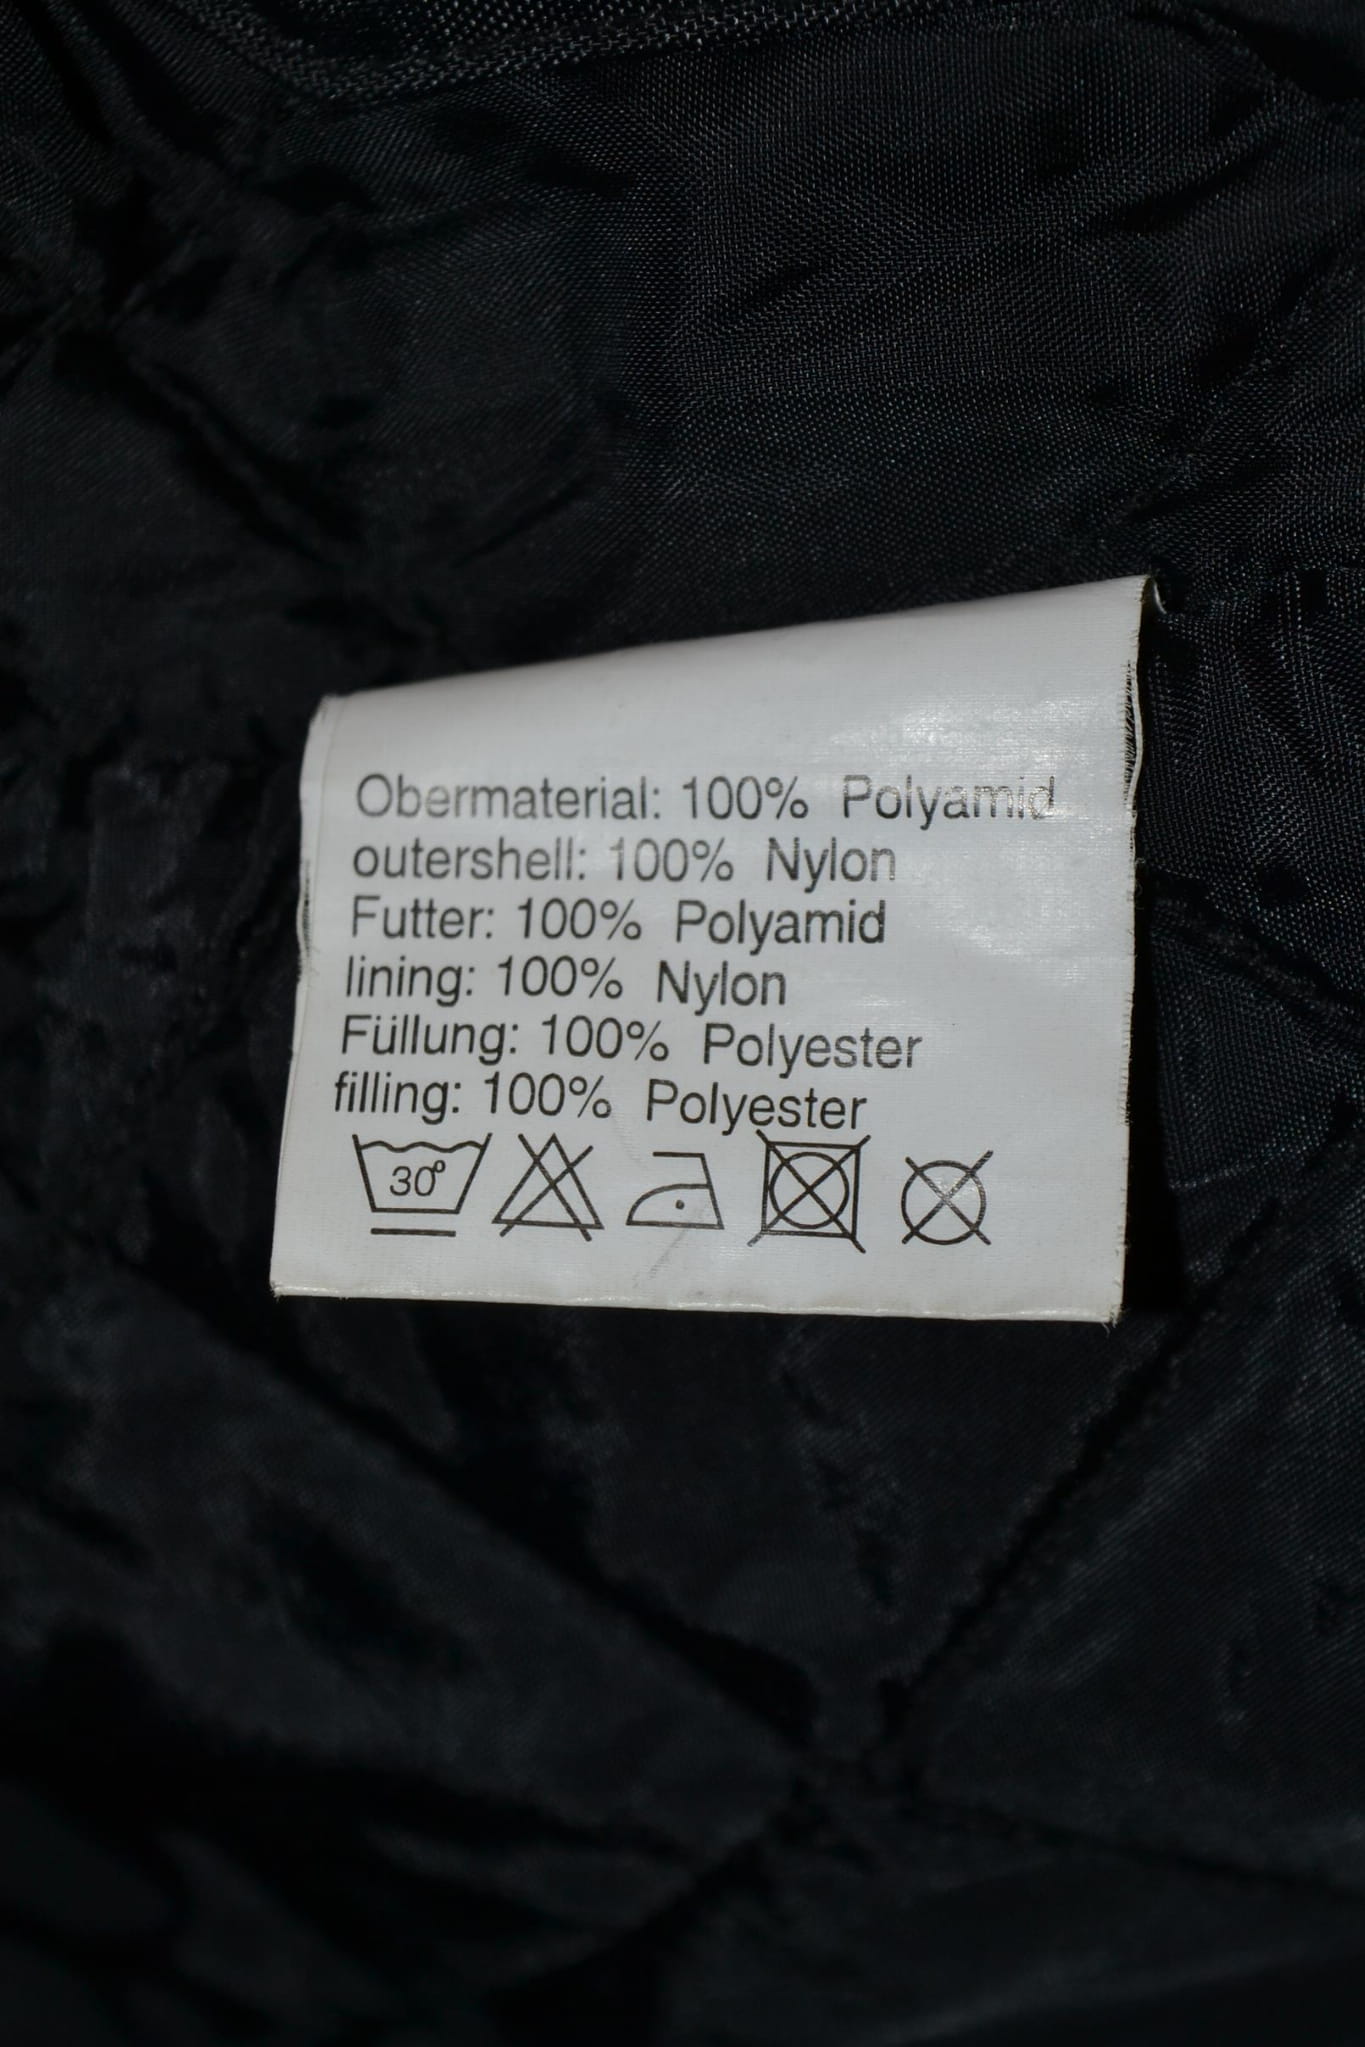 Obermaterial: 100% Polyamid
outershell: 100% Nylon
Futter: 100% Polyamid
lining: 100% Nylon
Füllung: 100% Polyester
filling: 100% Polyester
30°